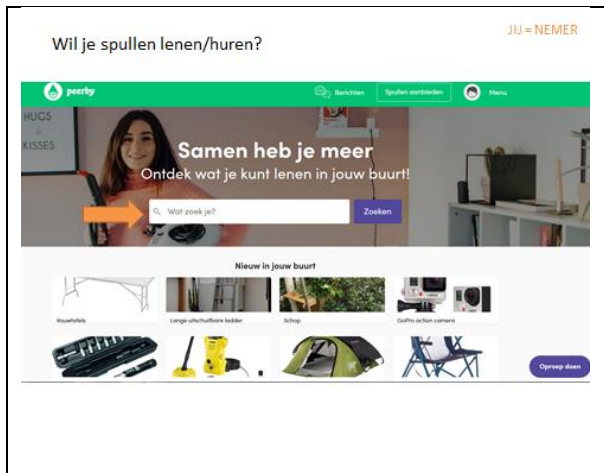 JIJ = NEMER
Wil je spullen lenen/huren?
peerby
Berichten
Spullen aanbieden
Menu
HUGS
&
KISSES
Samen heb je meer
Ontdek wat je kunt lenen in jouw buurt!
Wat zoek je?
Zoeken
Nieuw in jouw buurt
Vouwtafels
Lange uitschuifbare ladder
Schop
GoPro action camera
Oproep doen